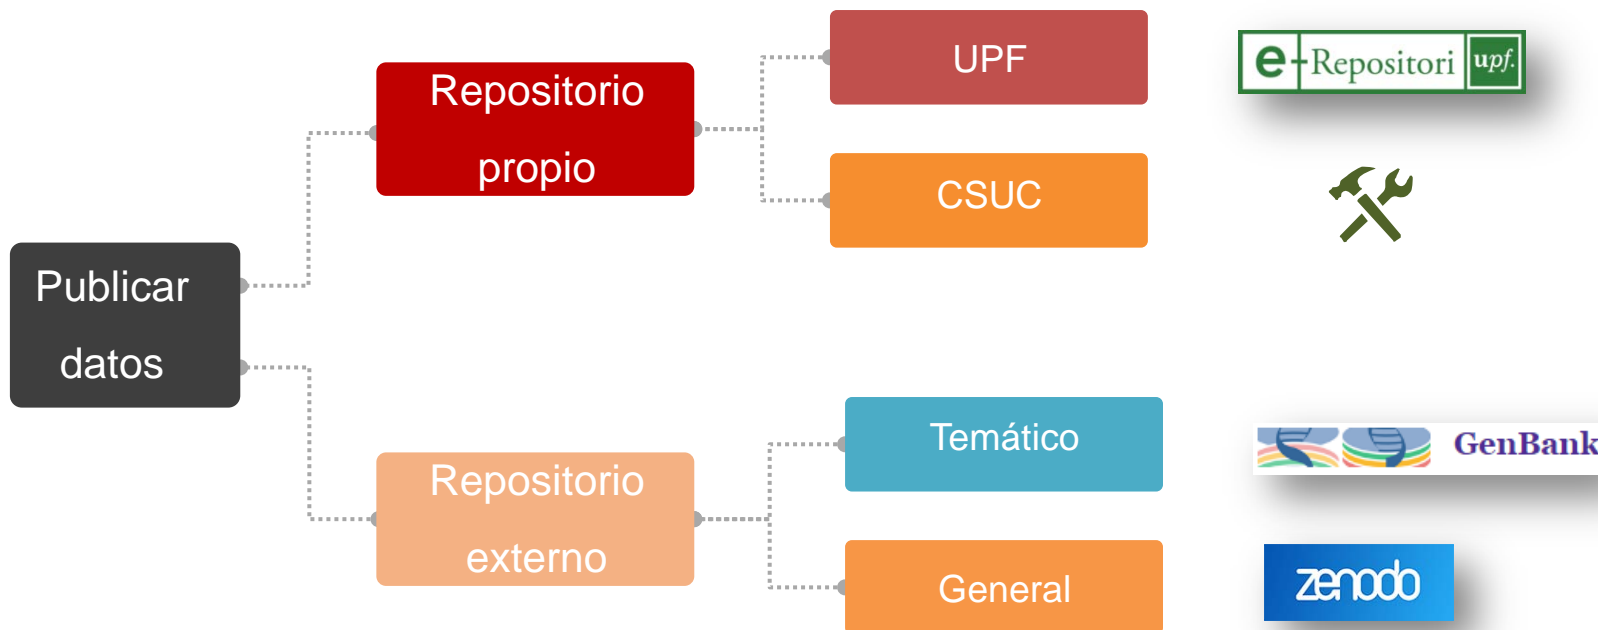 Publicar
datos
Repositorio
propio
UPF
e-Repositori upf.
CSUC
Repositorio
externo
Temático
GenBank
General
zenodo